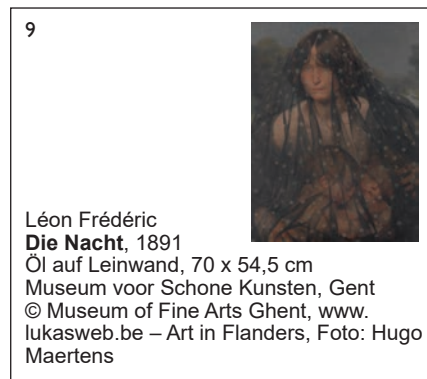 9
Léon Frédéric
Die Nacht, 1891
Öl auf Leinwand, 70 x 54,5 cm
Museum voor Schone Kunsten, Gent
© Museum of Fine Arts Ghent, www.
lukasweb.be – Art in Flanders, Foto: Hugo
Maertens